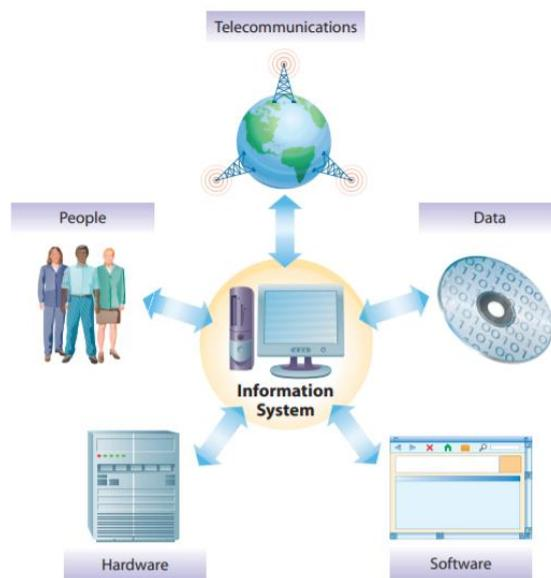 Telecommunications
People
Data
Information
System
Hardware
Software